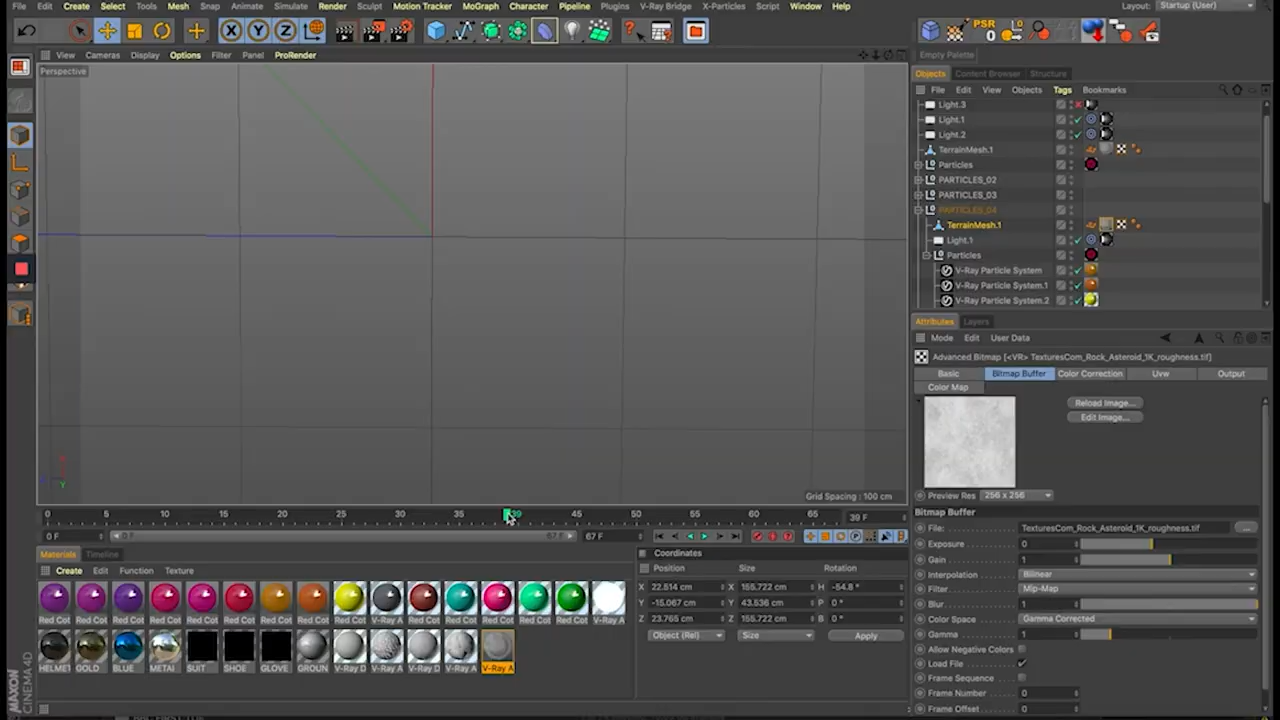 File Edit Create Select Tools Mesh Snap Animate Simulate Render Sculpt Motion Tracker MoGraph Character Pipeline Plugins V-Ray Bridge X-Particles Script Window Help
Layout: Startup (User)
X Y Z
PSR
0
View Cameras Display Options Filter Panel ProRender
Empty Palette
Perspective
Objects Content Browser Structure
File Edit View Objects Tags Bookmarks
Light.3
Light.1
Light.2
TerrainMesh.1
Particles
PARTICLES_02
PARTICLES_03
PARTICLES_04
TerrainMesh.1
Light.1
Particles
V-Ray Particle System
V-Ray Particle System.1
V-Ray Particle System.2
Attributes Layers
Mode Edit User Data
Advanced Bitmap [<VR> TexturesCom_Rock_Asteroid_1K_roughness.tif]
Basic Bitmap Buffer Color Correction Uvw Output
Color Map
Reload Image...
Edit Image...
Preview Res 256 x 256
Bitmap Buffer
File: TexturesCom_Rock_Asteroid_1K_roughness.tif ...
Exposure 0
Gain 1
Interpolation Bilinear
Filter Mip-Map
Blur 1
Color Space Gamma Corrected
Gamma 1
Allow Negative Colors
Load File
Frame Sequence
Frame Number 0
Frame Offset 0
Grid Spacing : 100 cm
0 5 10 15 20 25 30 35 39 45 50 55 60 65
39 F
0 F 0 F 67 F 67 F
Materials Timeline
Create Edit Function Texture
Red Cot Red Cot Red Cot Red Cot Red Cot Red Cot Red Cot Red Cot Red Cot V-Ray A Red Cot Red Cot Red Cot Red Cot Red Cot V-Ray A
HELMET GOLD BLUE METAL SUIT SHOE GLOVE GROUN V-Ray D V-Ray A V-Ray D V-Ray A V-Ray A
Coordinates
Position Size Rotation
X 22.514 cm X 155.722 cm H -54.8 °
Y -15.067 cm Y 43.536 cm P 0 °
Z 23.765 cm Z 155.722 cm B 0 °
Object (Rel) Size Apply
MAXON
CINEMA4D